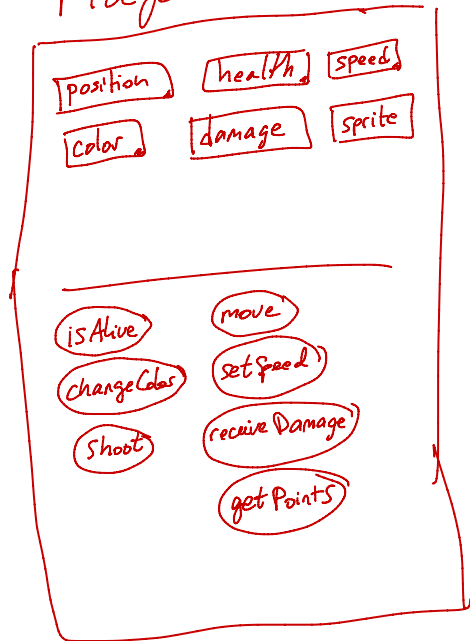 position health speed
color damage sprite
isAlive move
changeColor setSpeed
shoot receiveDamage
getPoints